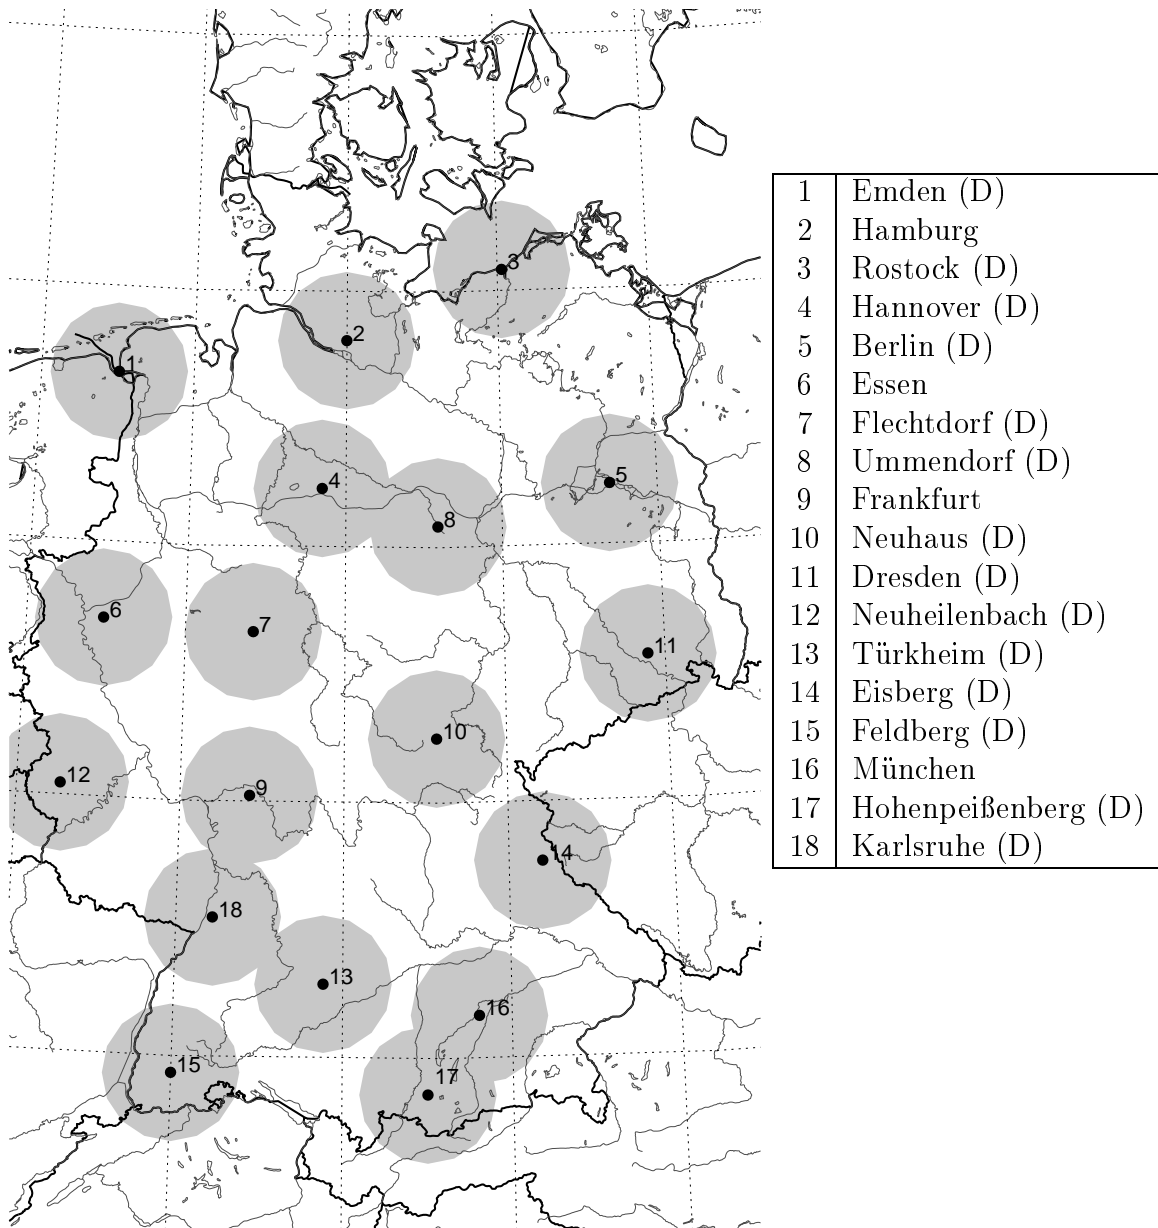 3
2
1
4
5
8
6
7
11
10
12
9
14
18
13
16
15
17
1 Emden (D)
2 Hamburg
3 Rostock (D)
4 Hannover (D)
5 Berlin (D)
6 Essen
7 Flechtdorf (D)
8 Ummendorf (D)
9 Frankfurt
10 Neuhaus (D)
11 Dresden (D)
12 Neuheilenbach (D)
13 Türkheim (D)
14 Eisberg (D)
15 Feldberg (D)
16 München
17 Hohenpeißenberg (D)
18 Karlsruhe (D)